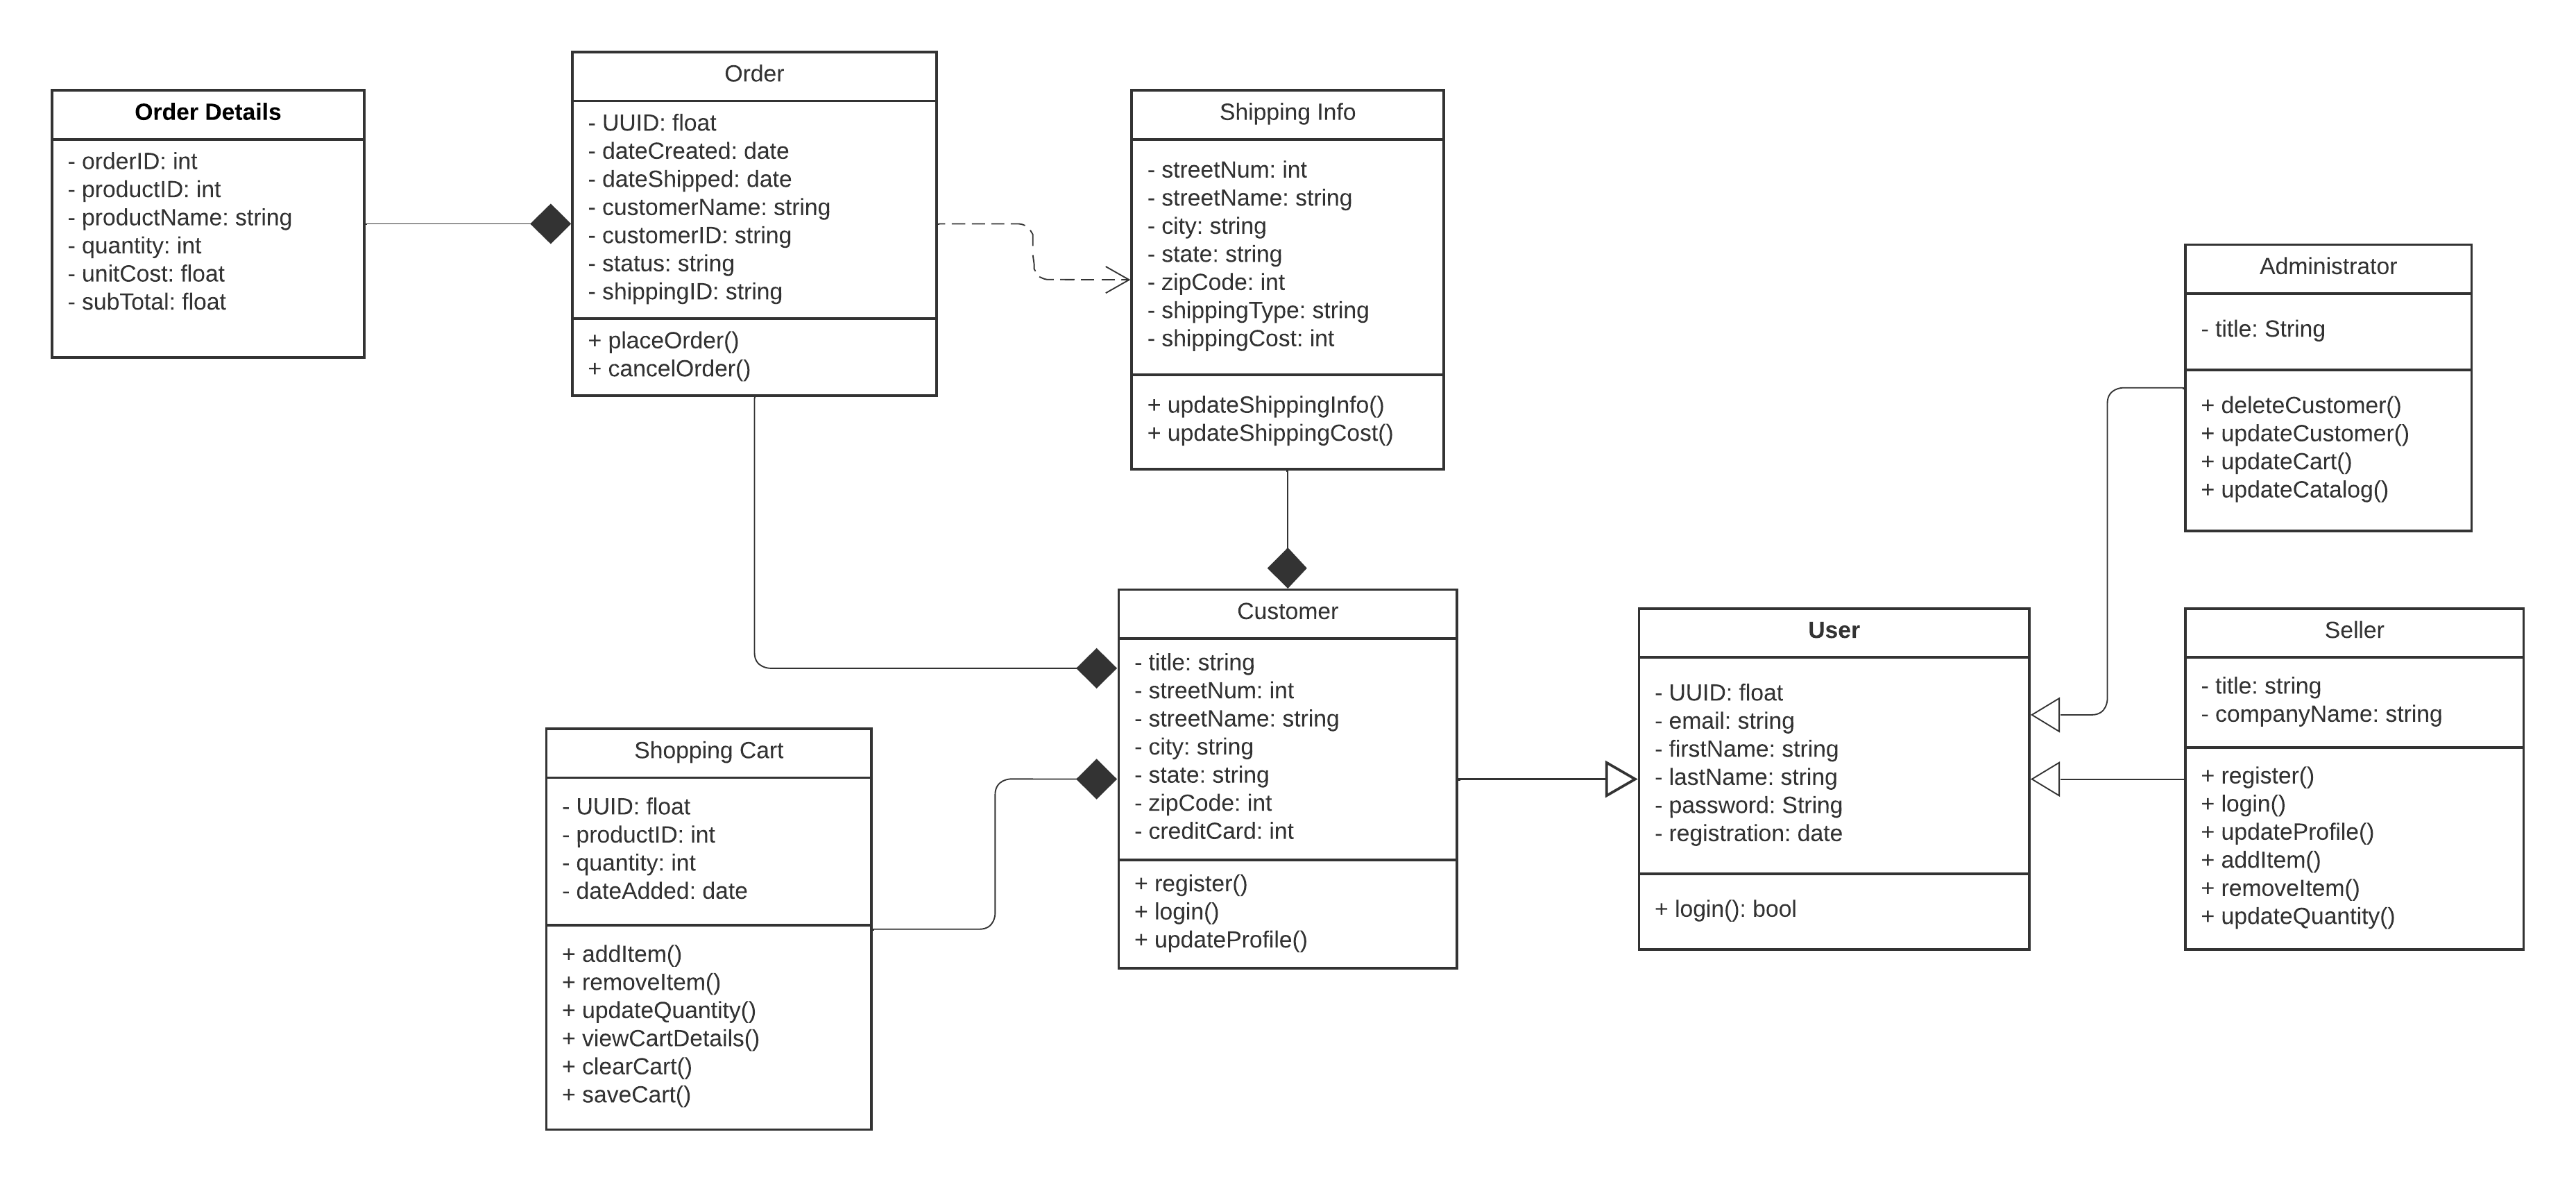 Order Details
- orderID: int
- productID: int
- productName: string
- quantity: int
- unitCost: float
- subTotal: float
Order
- UUID: float
- dateCreated: date
- dateShipped: date
- customerName: string
- customerID: string
- status: string
- shippingID: string
+ placeOrder()
+ cancelOrder()
Shipping Info
- streetNum: int
- streetName: string
- city: string
- state: string
- zipCode: int
- shippingType: string
- shippingCost: int
+ updateShippingInfo()
+ updateShippingCost()
Administrator
- title: String
+ deleteCustomer()
+ updateCustomer()
+ updateCart()
+ updateCatalog()
Shopping Cart
- UUID: float
- productID: int
- quantity: int
- dateAdded: date
+ addItem()
+ removeItem()
+ updateQuantity()
+ viewCartDetails()
+ clearCart()
+ saveCart()
Customer
- title: string
- streetNum: int
- streetName: string
- city: string
- state: string
- zipCode: int
- creditCard: int
+ register()
+ login()
+ updateProfile()
User
- UUID: float
- email: string
- firstName: string
- lastName: string
- password: String
- registration: date
+ login(): bool
Seller
- title: string
- companyName: string
+ register()
+ login()
+ updateProfile()
+ addItem()
+ removeItem()
+ updateQuantity()